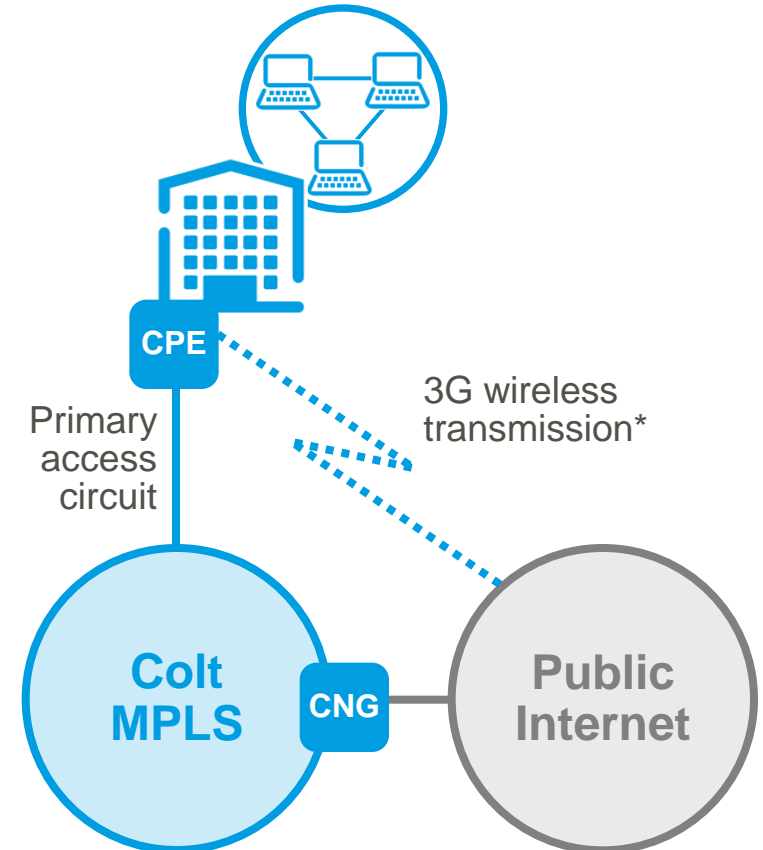 CPE
3G wireless
transmission*
Primary
access
circuit
Colt
MPLS
CNG
Public
Internet